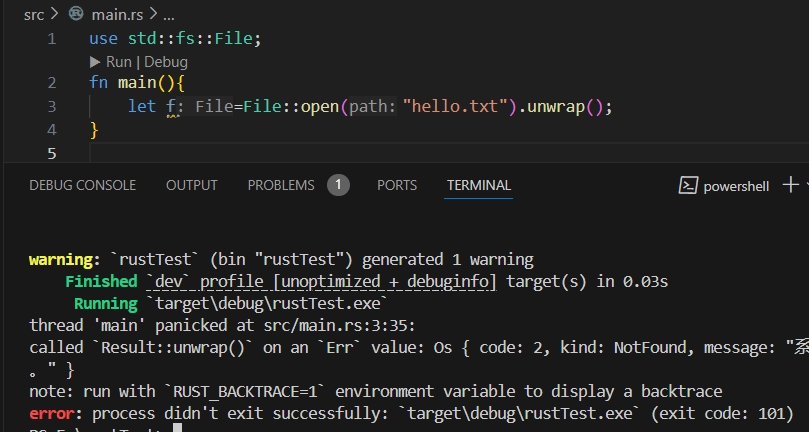 src > main.rs > ...
1 use std::fs::File;
Run | Debug
2 fn main(){
3 let f: File=File::open(path: "hello.txt").unwrap();
4 }
5
DEBUG CONSOLE OUTPUT PROBLEMS 1 PORTS TERMINAL powershell
warning: `rustTest` (bin "rustTest") generated 1 warning
Finished `dev` profile [unoptimized + debuginfo] target(s) in 0.03s
Running `target\debug\rustTest.exe`
thread 'main' panicked at src/main.rs:3:35:
called `Result::unwrap()` on an `Err` value: Os { code: 2, kind: NotFound, message: "系
。" }
note: run with `RUST_BACKTRACE=1` environment variable to display a backtrace
error: process didn't exit successfully: `target\debug\rustTest.exe` (exit code: 101)